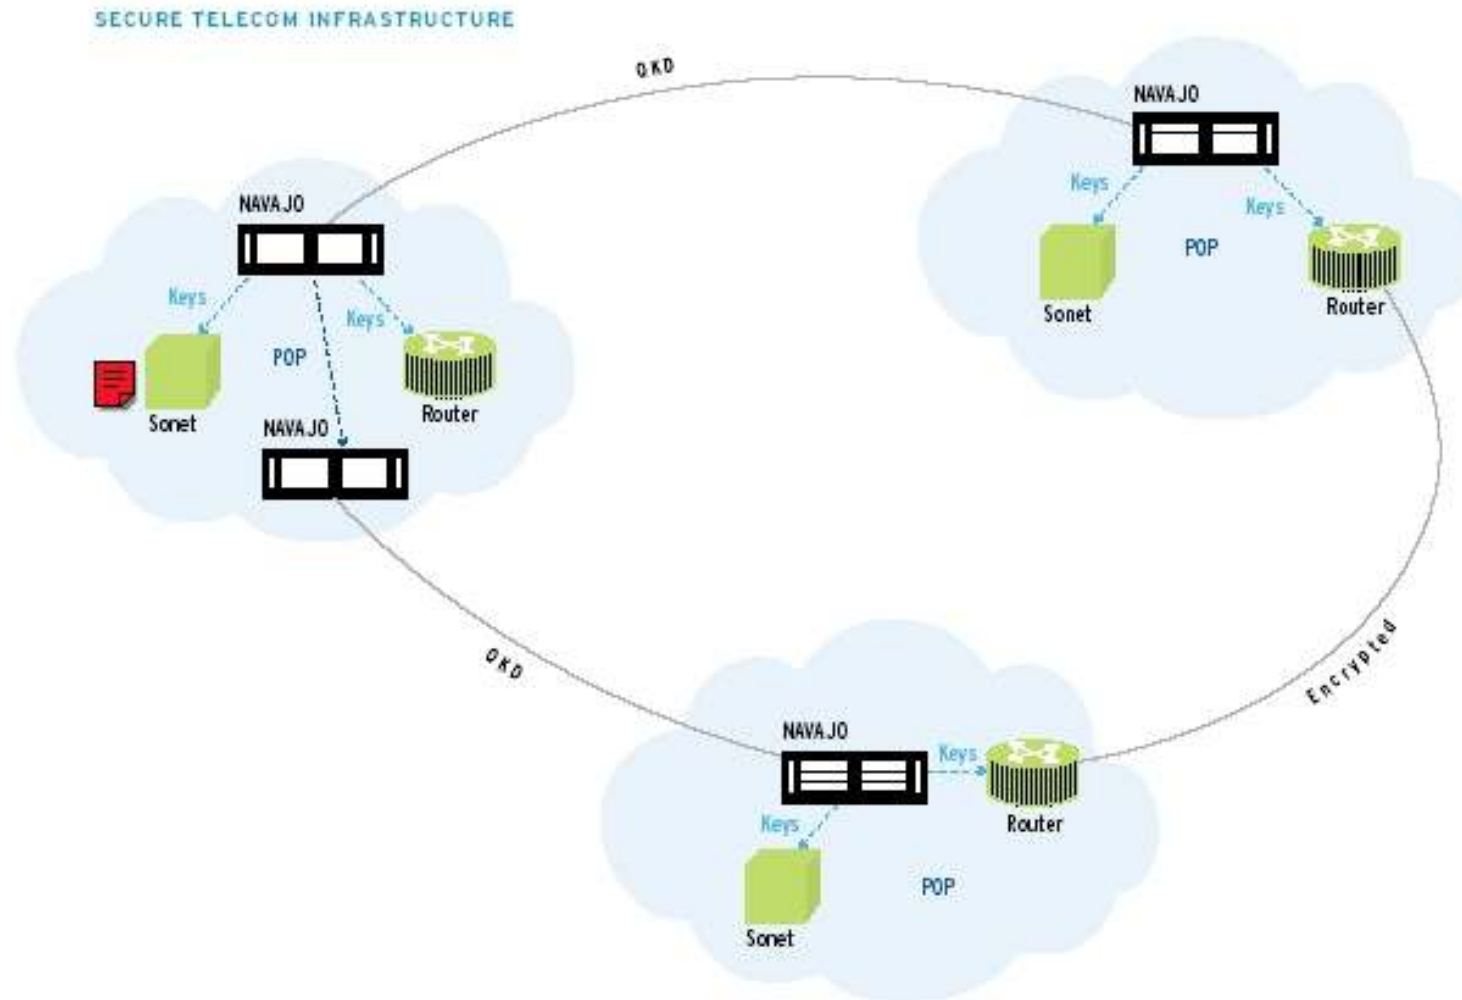 SECURE TELECOM INFRASTRUCTURE
QKD
NAVAJO
Keys
Keys
POP
Sonet
Router
NAVAJO
Keys
Keys
POP
Sonet
Router
NAVAJO
QKD
Encrypted
NAVAJO
Keys
Router
Keys
POP
Sonet